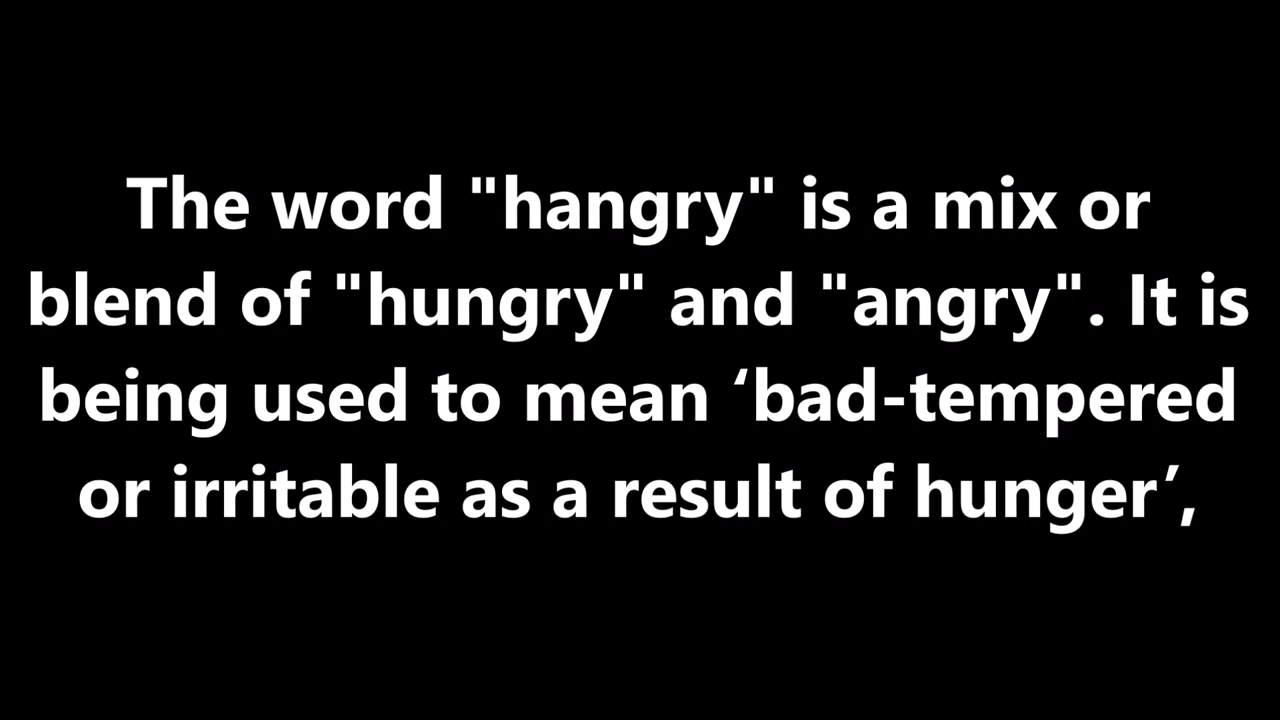 The word "hangry" is a mix or
blend of "hungry" and "angry". It is
being used to mean ‘bad-tempered
or irritable as a result of hunger’,